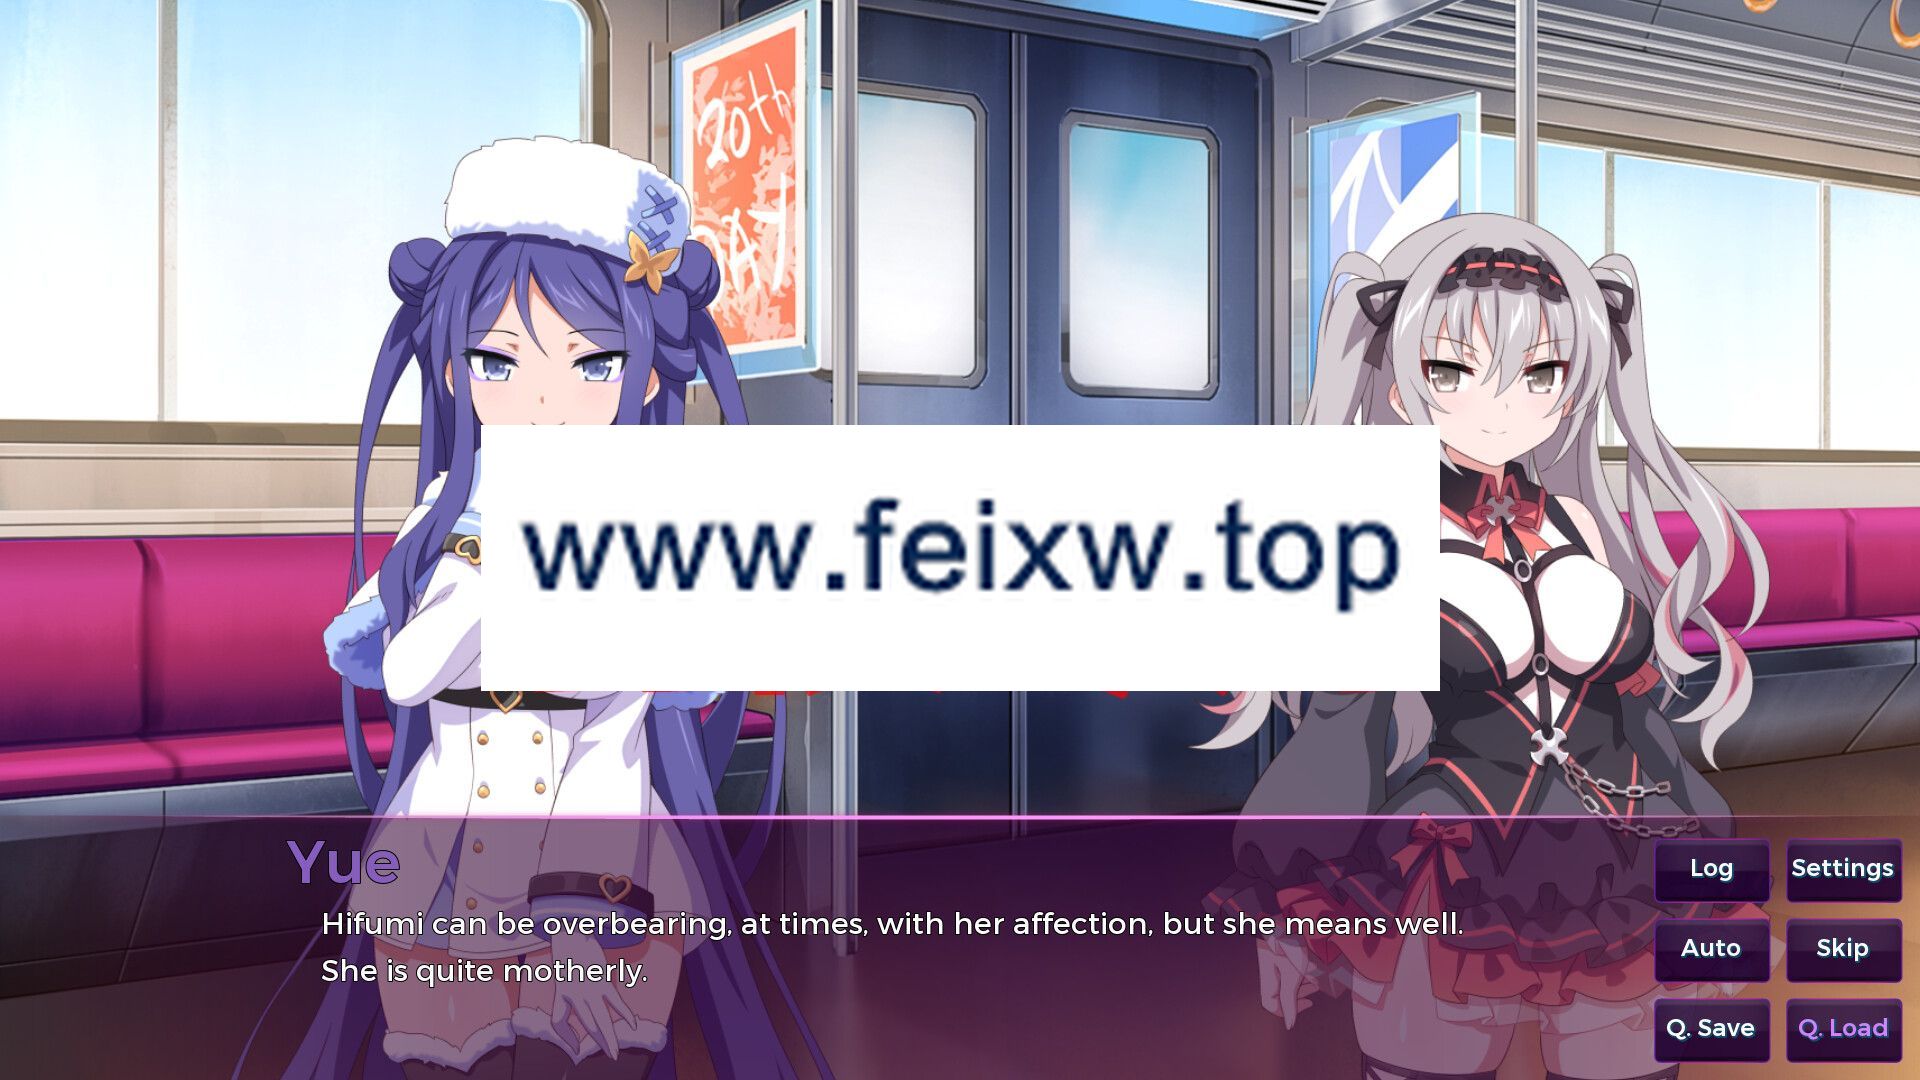 20th
DAY
www.feixw.top
Yue
Hifumi can be overbearing, at times, with her affection, but she means well.
She is quite motherly.
Log
Settings
Auto
Skip
Q. Save
Q. Load